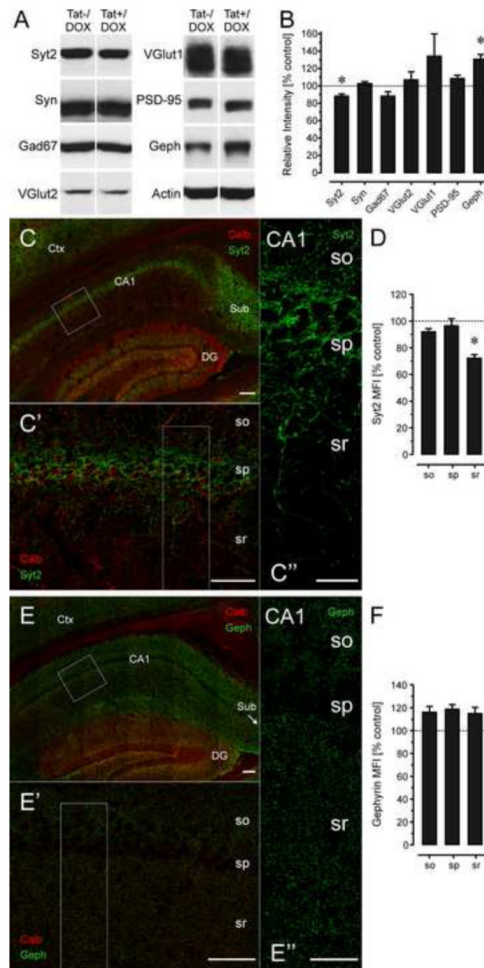 A
Tat-/ DOX
Tat+/ DOX
Syt2
Syn
Gad67
VGlut2
Tat-/ DOX
Tat+/ DOX
VGlut1
PSD-95
Geph
Actin
B
Relative Intensity [% control]
160
140
120
100
80
60
40
20
0
*
*
Syt2
Syn
Gad67
VGlut2
VGlut1
PSD-95
Geph
C
Calb
Syt2
Ctx
CA1
Sub
DG
C'
so
sp
sr
Calb
Syt2
CA1
Syt2
so
sp
sr
C''
D
Syt2 MFI [% control]
120
100
80
60
40
20
0
*
so
sp
sr
E
Calb
Geph
Ctx
CA1
Sub
DG
E'
so
sp
sr
Calb
Geph
CA1
Geph
so
sp
sr
E''
F
Gephyrin MFI [% control]
140
120
100
80
60
40
20
0
so
sp
sr